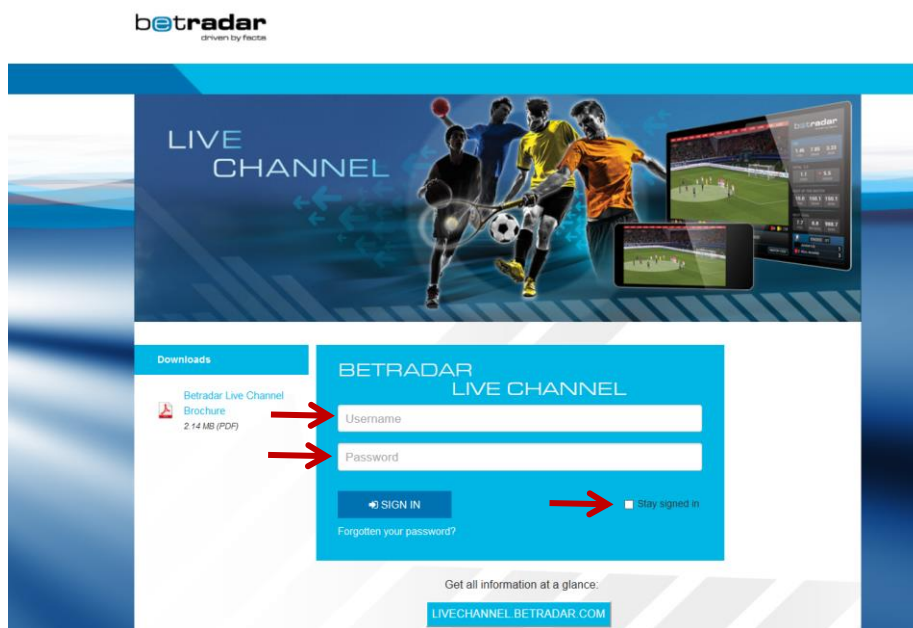 betradar
driven by facts
LIVE
CHANNEL
betradar
Downloads
Betradar Live Channel
Brochure
2.14 MB (PDF)
BETRADAR
LIVE CHANNEL
Username
Password
SIGN IN
Stay signed in
Forgotten your password?
Get all information at a glance:
LIVECHANNEL.BETRADAR.COM